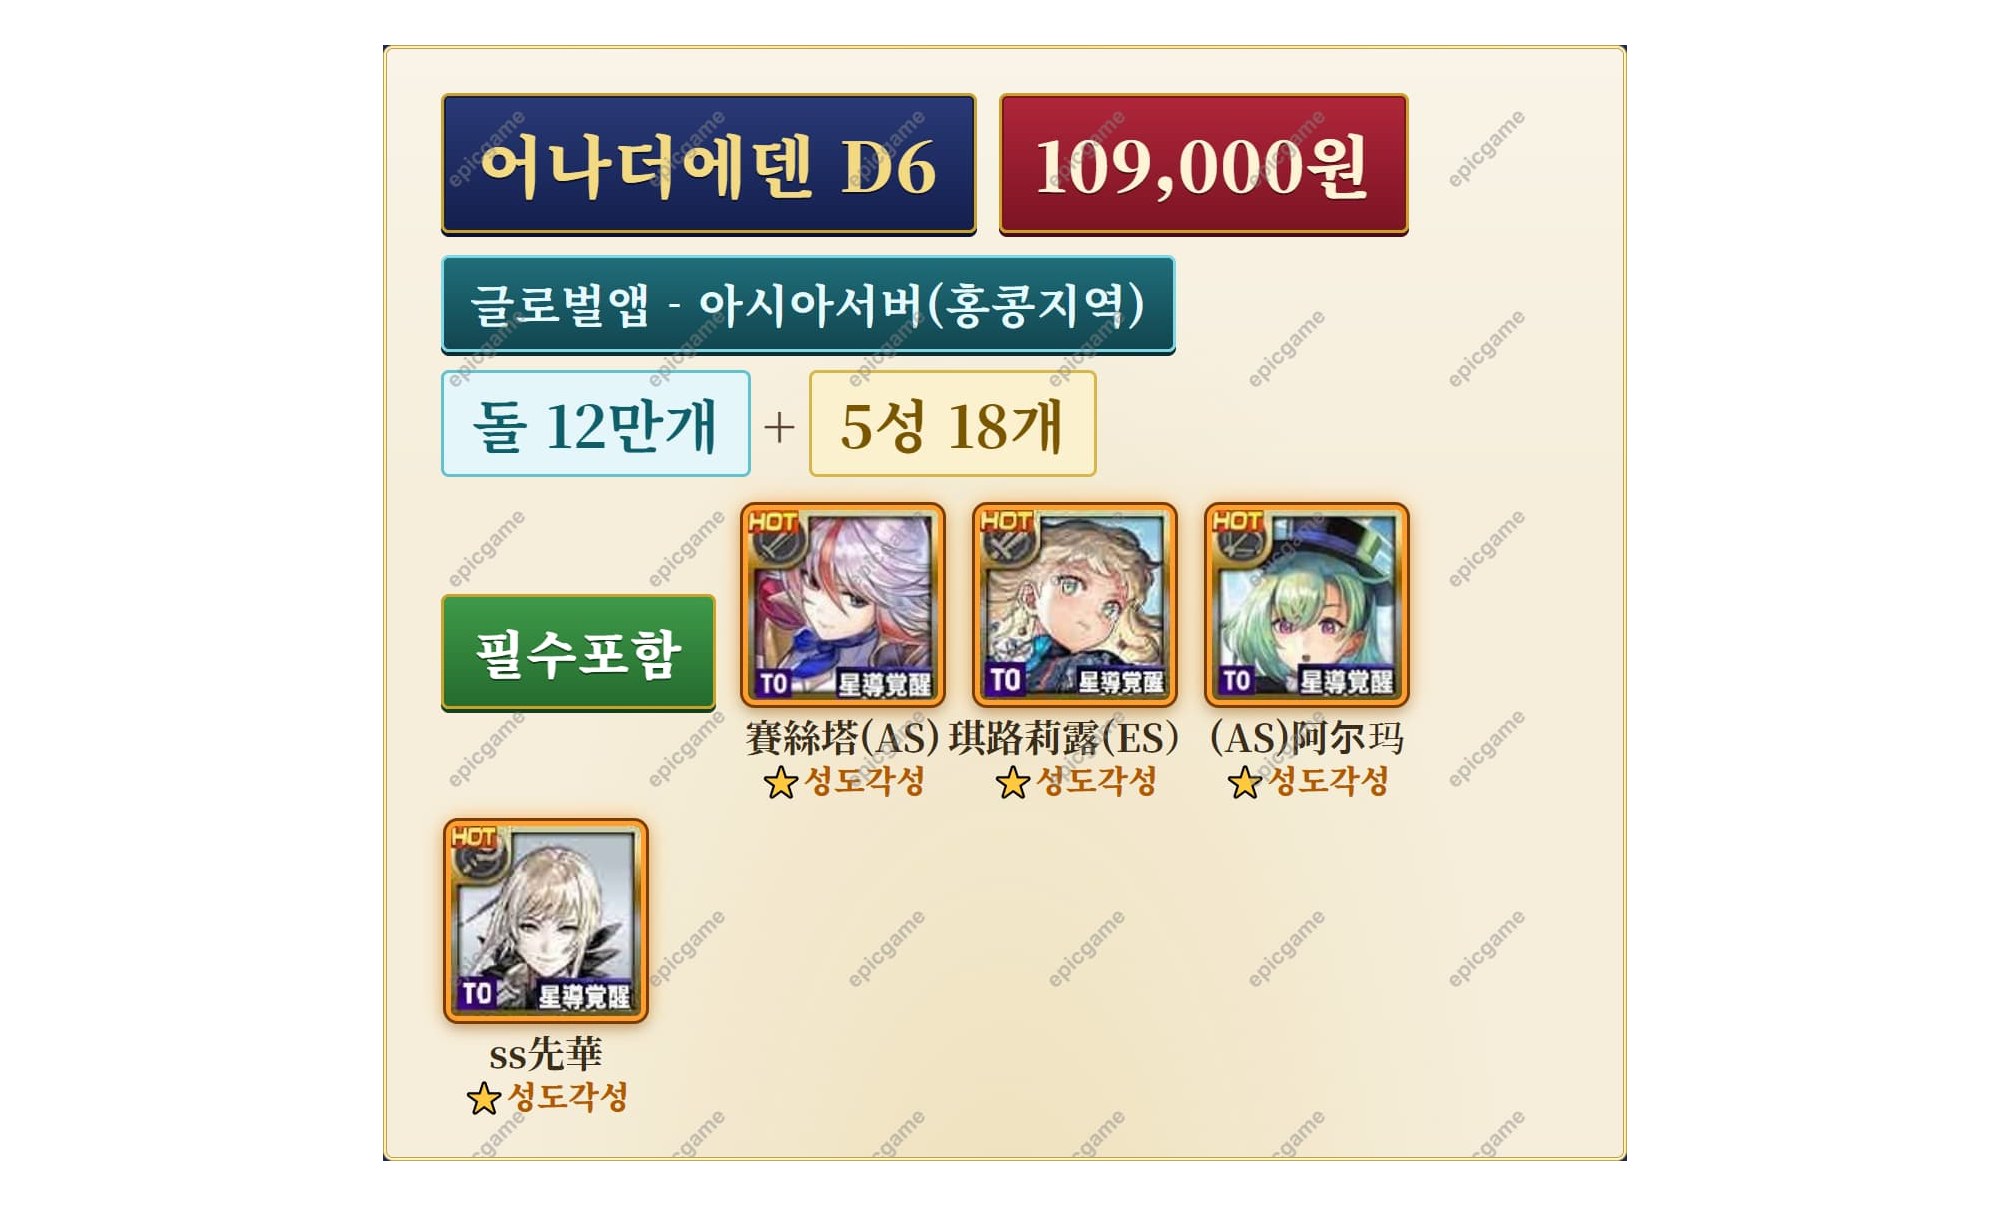 어나더에덴 D6
109,000원
글로벌앱 - 아시아서버(홍콩지역)
돌 12만개 + 5성 18개
필수포함
HOT
TO 星導覚醒
賽絲塔(AS)
★성도각성
HOT
TO 星導覚醒
琪路莉露(ES)
★성도각성
HOT
TO 星導覚醒
(AS)阿尔玛
★성도각성
HOT
TO 星導覚醒
ss先華
★성도각성
epicgame